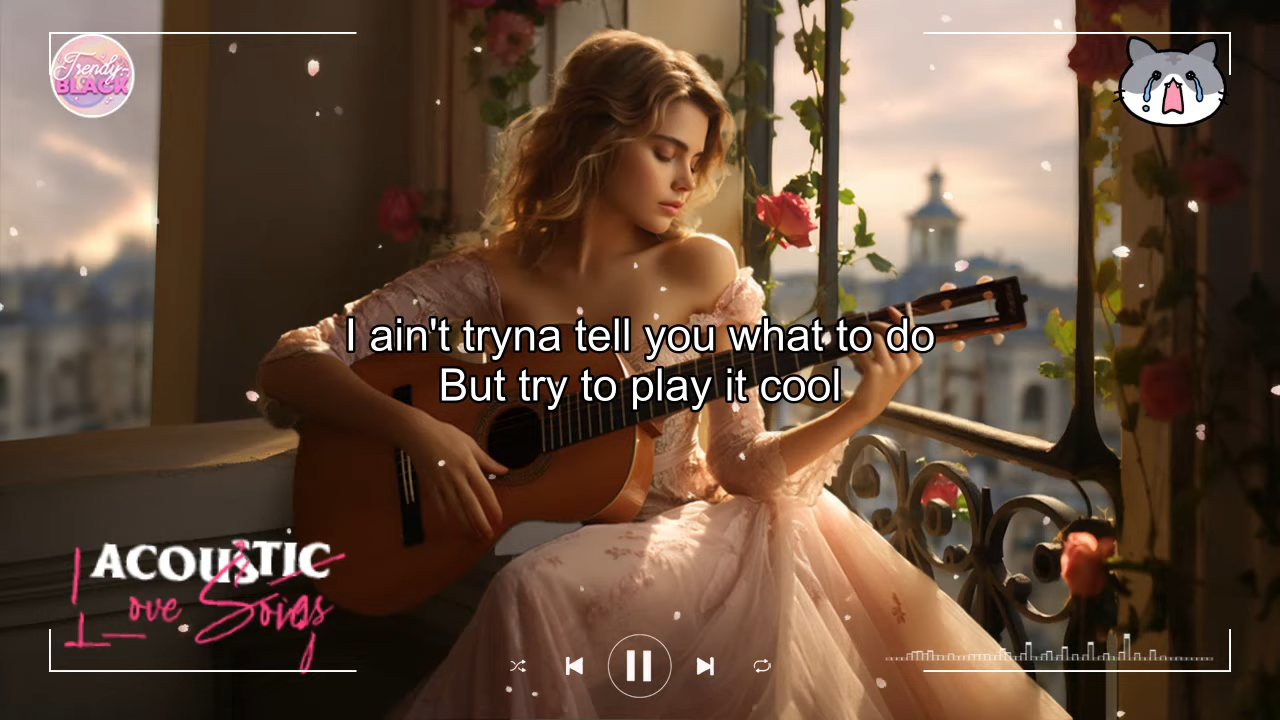 Trendy
BLACK
I ain't tryna tell you what to do
But try to play it cool
ACOUSTIC
Love Songs